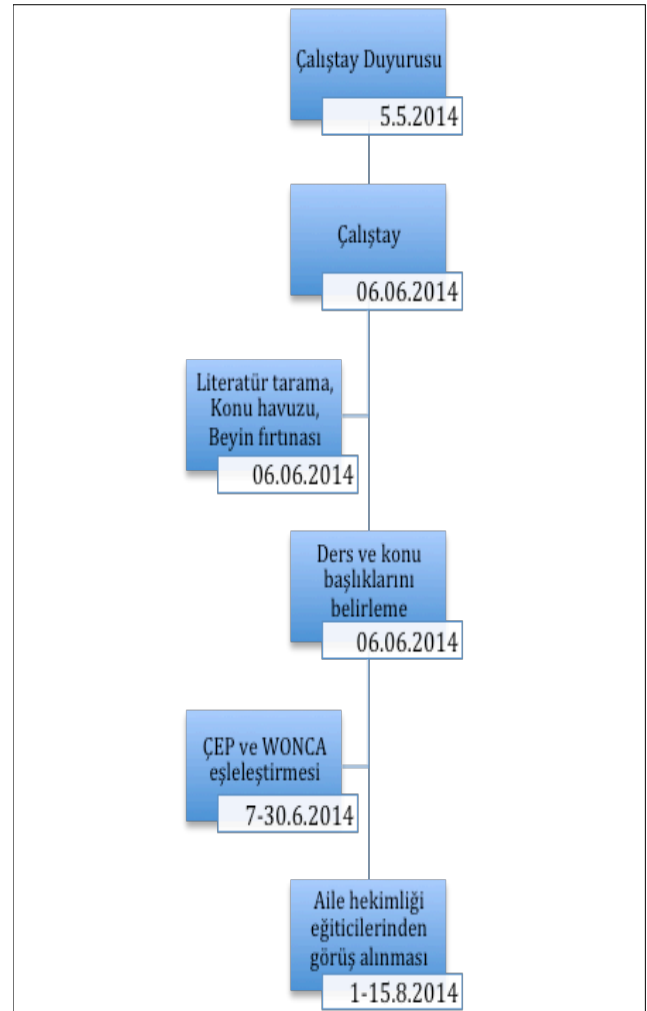 Çalıştay Duyurusu
5.5.2014
Çalıştay
06.06.2014
Literatür tarama,
Konu havuzu,
Beyin fırtınası
06.06.2014
Ders ve konu
başlıklarını
belirleme
06.06.2014
ÇEP ve WONCA
eşleleştirmesi
7-30.6.2014
Aile hekimliği
eğiticilerinden
görüş alınması
1-15.8.2014